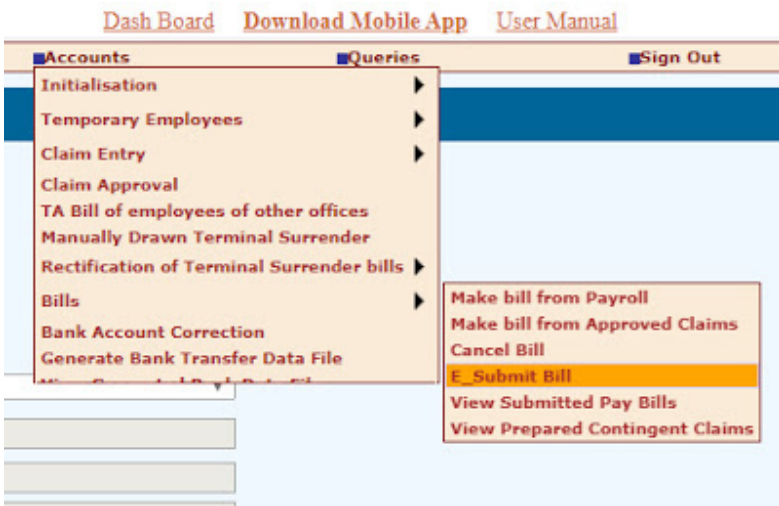 Dash Board Download Mobile App User Manual
Accounts Queries Sign Out
Initialisation
Temporary Employees
Claim Entry
Claim Approval
TA Bill of employees of other offices
Manually Drawn Terminal Surrender
Rectification of Terminal Surrender bills
Bills
Bank Account Correction
Generate Bank Transfer Data File
Make bill from Payroll
Make bill from Approved Claims
Cancel Bill
E_Submit Bill
View Submitted Pay Bills
View Prepared Contingent Claims